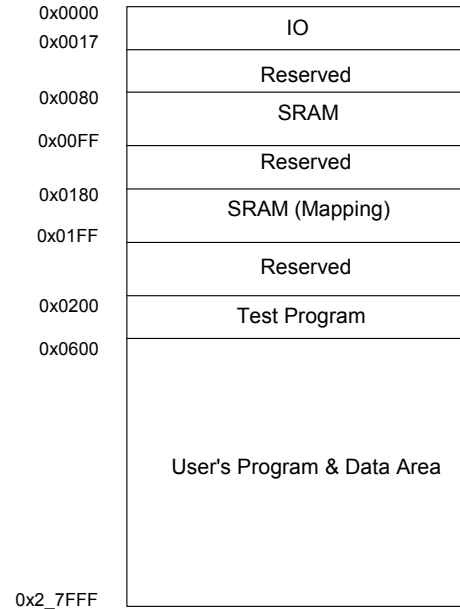 0x0000
IO
0x0017
Reserved
0x0080
SRAM
0x00FF
Reserved
0x0180
SRAM (Mapping)
0x01FF
Reserved
0x0200
Test Program
0x0600
User's Program & Data Area
0x2_7FFF